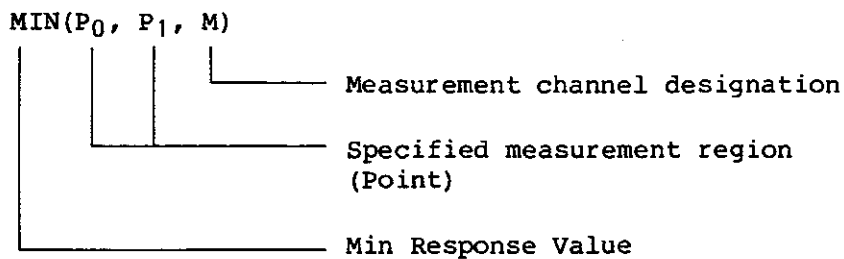 MIN(P0, P1, M)
Measurement channel designation
Specified measurement region
(Point)
Min Response Value